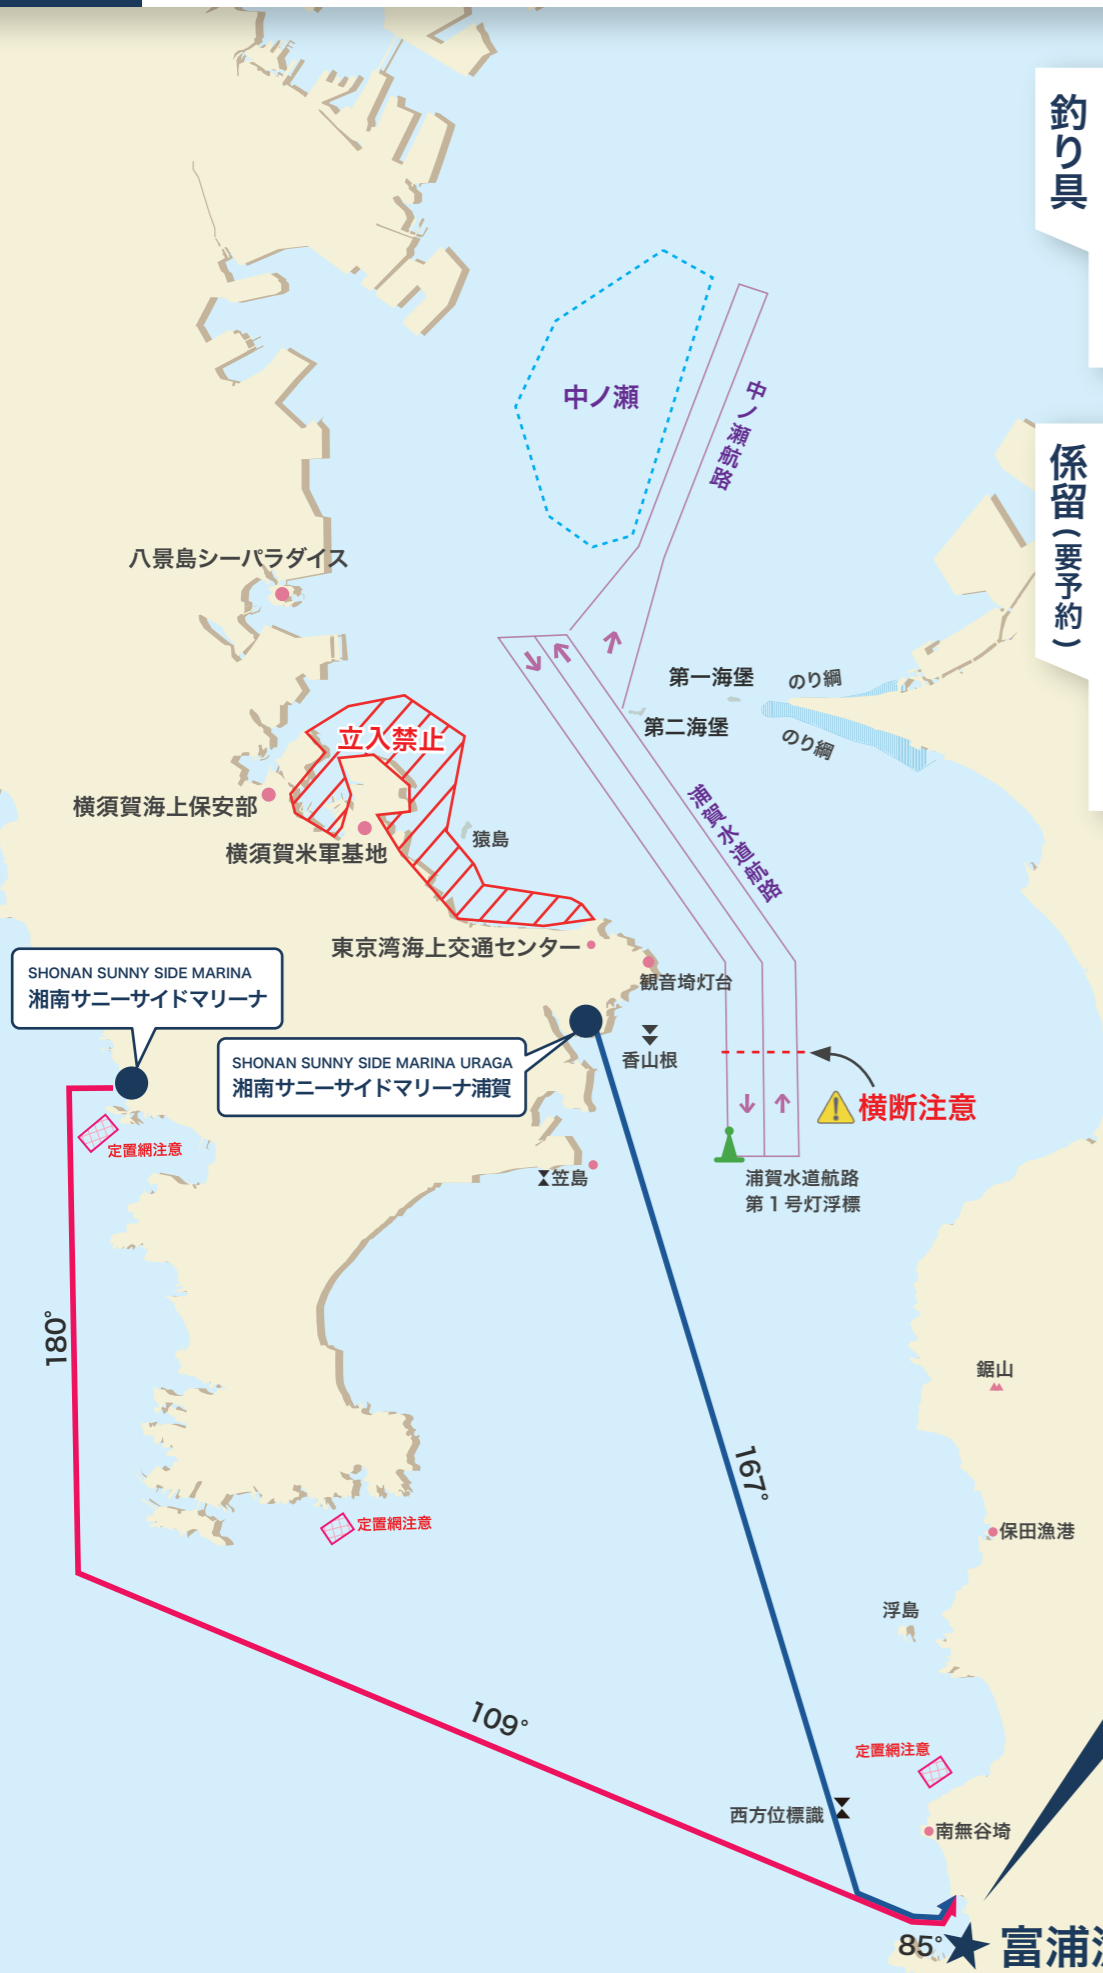 釣り具
係留(要予約)
中ノ瀬
中ノ瀬航路
八景島シーパラダイス
第一海堡
のり網
第二海堡
のり網
立入禁止
浦賀水道航路
横須賀海上保安部
猿島
横須賀米軍基地
東京湾海上交通センター
観音埼灯台
SHONAN SUNNY SIDE MARINA
湘南サニーサイドマリーナ
SHONAN SUNNY SIDE MARINA URAGA
湘南サニーサイドマリーナ浦賀
香山根
横断注意
定置網注意
笠島
浦賀水道航路
第1号灯浮標
180°
鋸山
167°
定置網注意
保田漁港
浮島
109°
定置網注意
西方位標識
南無谷埼
85°
富浦